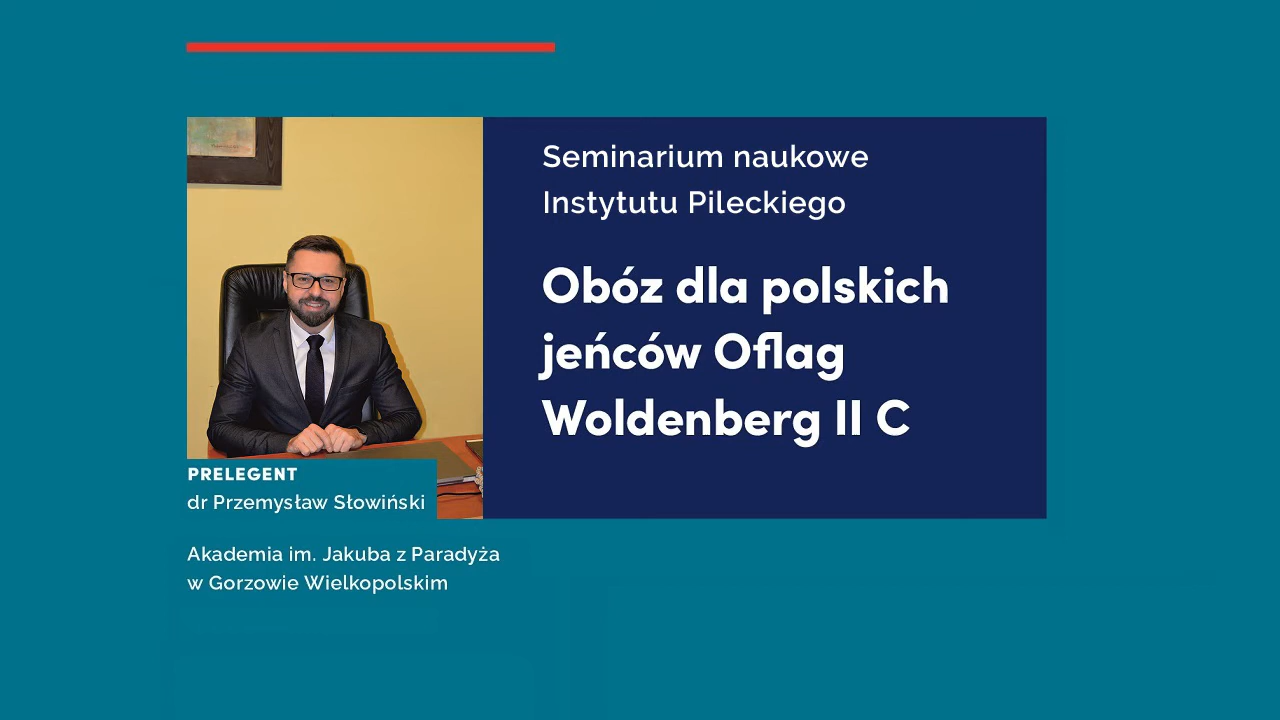 Seminarium naukowe
Instytutu Pileckiego
Obóz dla polskich
jeńców Oflag
Woldenberg II C
PRELEGENT
dr Przemysław Słowiński
Akademia im. Jakuba z Paradyża
w Gorzowie Wielkopolskim